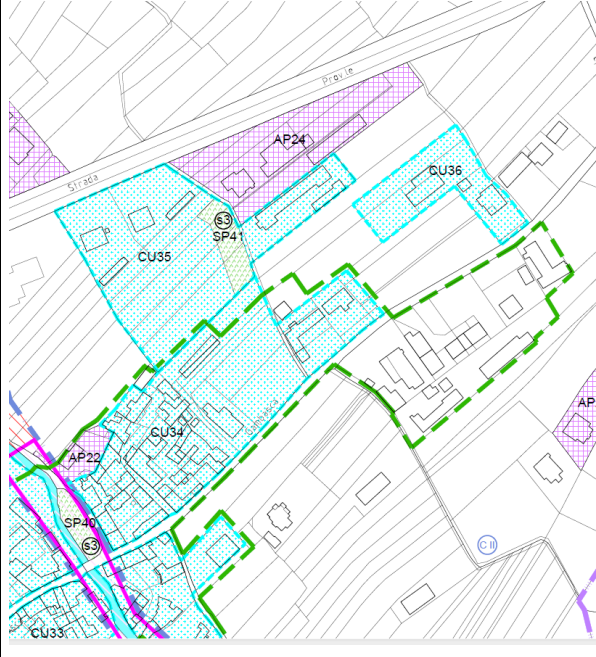 Prov.le
AP24
CU36
Strada
s3
SP41
CU35
AP
CU34
AP22
SP40
s3
C II
CU33